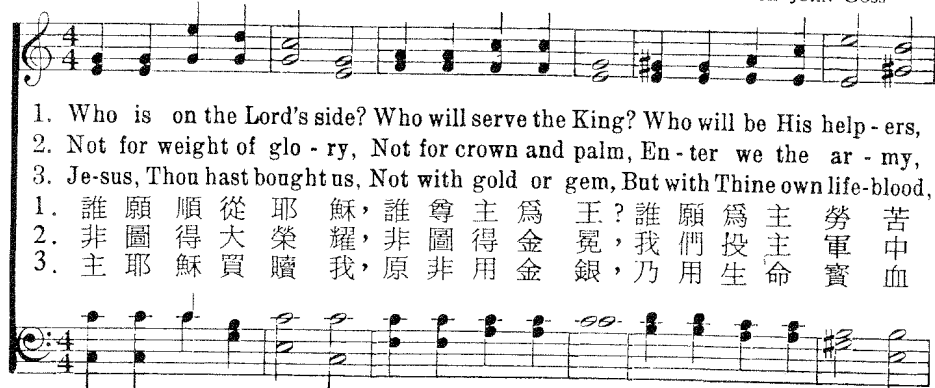 JOHN GOSS
1. Who is on the Lord's side? Who will serve the King? Who will be His help-ers,
2. Not for weight of glo-ry, Not for crown and palm, En-ter we the ar-my,
3. Je-sus, Thou hast bought us, Not with gold or gem, But with Thine own life-blood,
1. 誰願順從耶穌，誰尊主爲王？誰願爲主勞苦
2. 非圖得大榮耀，非圖得金冕，我們投主軍中
3. 主耶穌買贖我，原非用金銀，乃用生命寳血